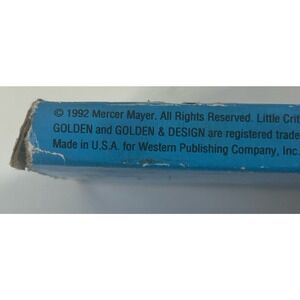 © 1992 Mercer Mayer. All Rights Reserved. Little Crit
GOLDEN and GOLDEN & DESIGN are registered trade
Made in U.S.A. for Western Publishing Company, Inc.